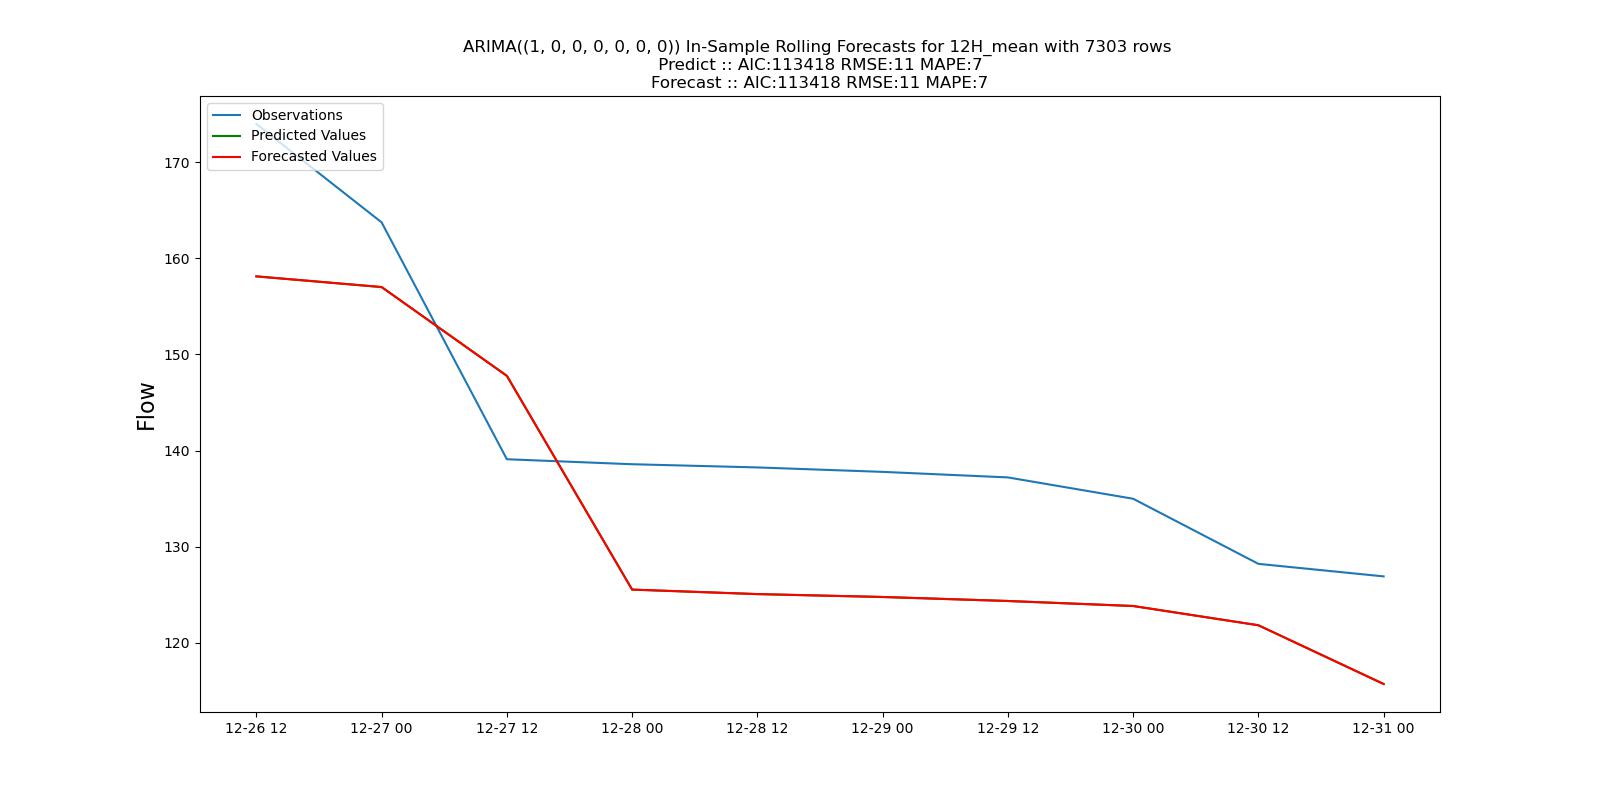 ARIMA((1, 0, 0, 0, 0, 0, 0)) In-Sample Rolling Forecasts for 12H_mean with 7303 rows
Predict :: AIC:113418 RMSE:11 MAPE:7
Forecast :: AIC:113418 RMSE:11 MAPE:7
Observations
Predicted Values
Forecasted Values
170
160
150
140
130
120
Flow
12-26 12
12-27 00
12-27 12
12-28 00
12-28 12
12-29 00
12-29 12
12-30 00
12-30 12
12-31 00